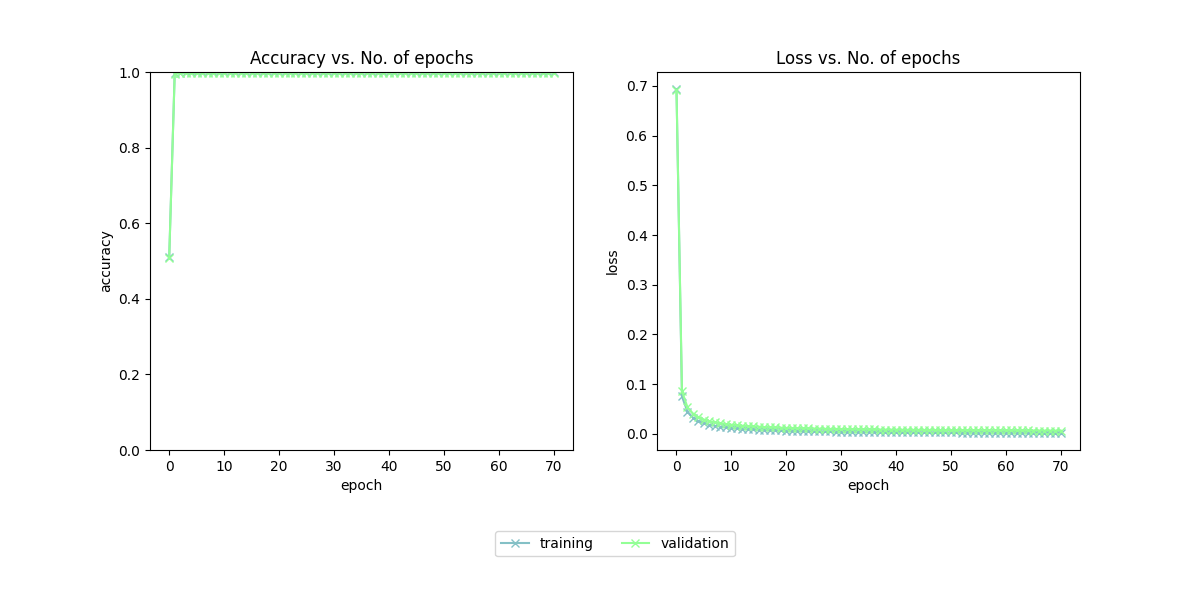 Accuracy vs. No. of epochs
1.0
0.8
0.6
0.4
0.2
0.0
accuracy
0 10 20 30 40 50 60 70
epoch
Loss vs. No. of epochs
0.7
0.6
0.5
0.4
0.3
0.2
0.1
0.0
loss
0 10 20 30 40 50 60 70
epoch
training validation